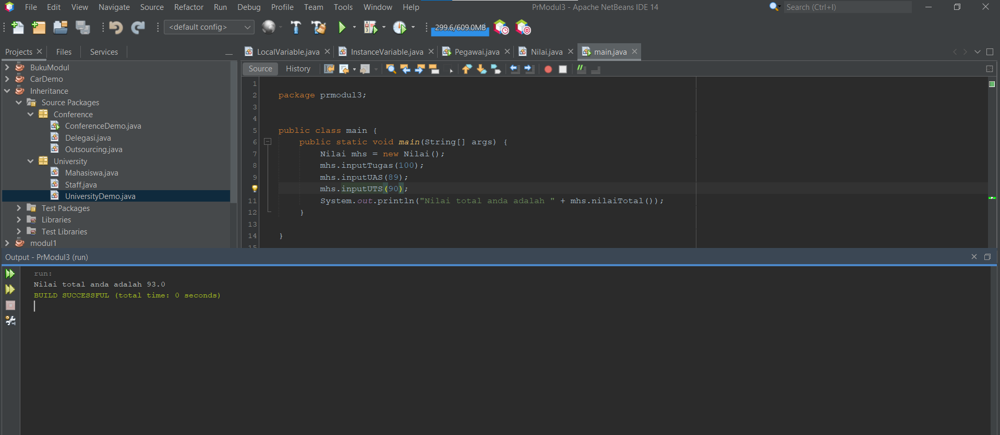 File Edit View Navigate Source Refactor Run Debug Profile Team Tools Window Help PrModul3 - Apache NetBeans IDE 14 Search (Ctrl+I)
<default config> 299.6/609.0MB
Projects Files Services LocalVariable.java InstanceVariable.java Pegawai.java Nilai.java main.java
Source History
BukuModul
CarDemo
Inheritance
Source Packages
Conference
ConferenceDemo.java
Delegasi.java
Outsourcing.java
University
Mahasiswa.java
Staff.java
UniversityDemo.java
Test Packages
Libraries
Test Libraries
modul1
1
2 package prmodul3;
3
4
5 public class main {
6 public static void main(String[] args) {
7 Nilai mhs = new Nilai();
8 mhs.inputTugas(100);
9 mhs.inputUAS(89);
mhs.inputUTS(90);
11 System.out.println("Nilai total anda adalah " + mhs.nilaiTotal());
12 }
13
14 }
15
Output - PrModul3 (run)
run:
Nilai total anda adalah 93.0
BUILD SUCCESSFUL (total time: 0 seconds)